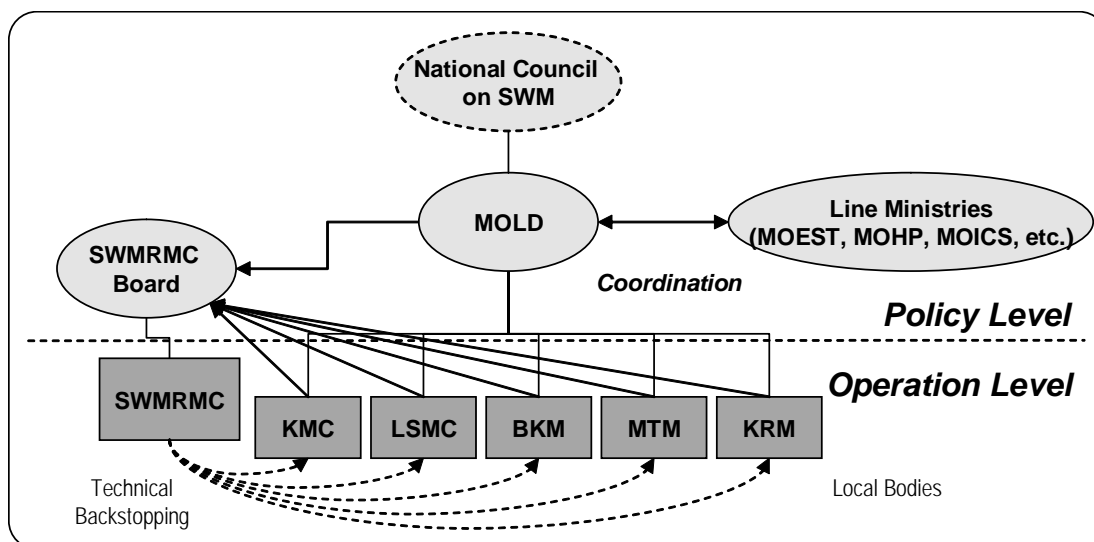 National Council
on SWM
MOLD
Line Ministries
(MOEST, MOHP, MOICS, etc.)
SWMRMC
Board
Coordination
Policy Level
Operation Level
SWMRMC
KMC
LSMC
BKM
MTM
KRM
Technical
Backstopping
Local Bodies